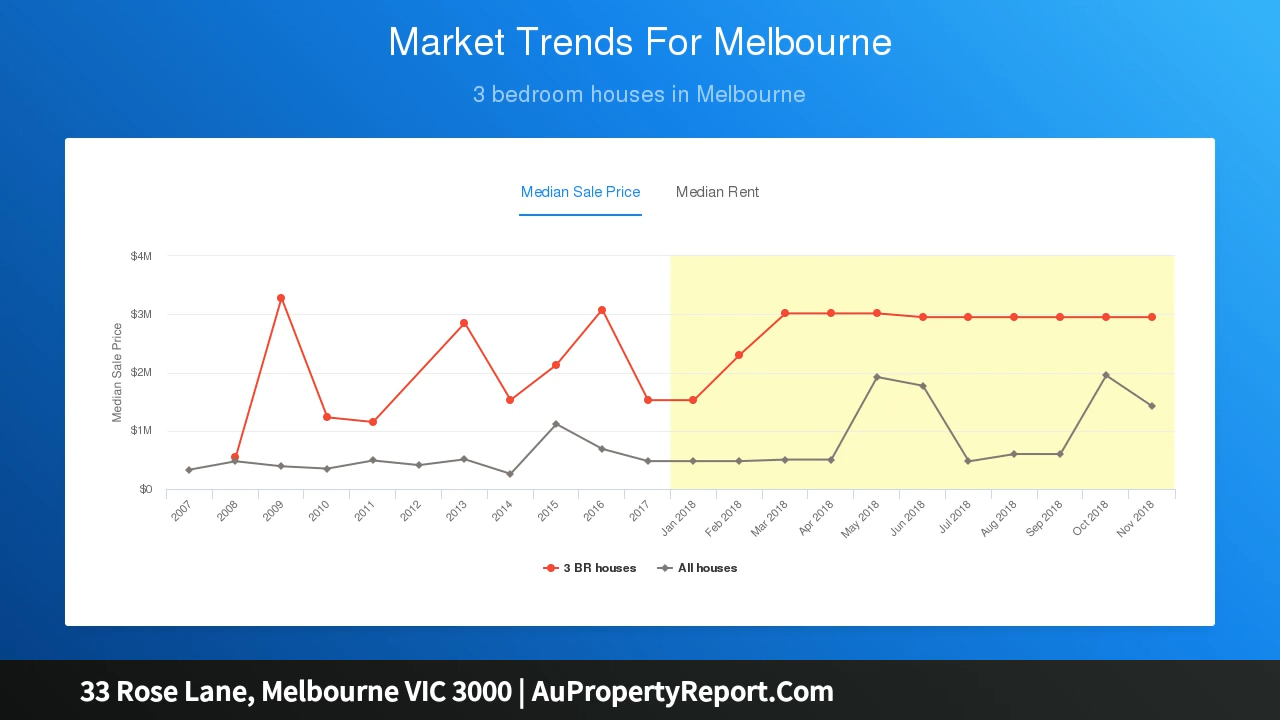 Market Trends For Melbourne
3 bedroom houses in Melbourne
Median Sale Price
Median Rent
Median Sale Price
$4M
$3M
$2M
$1M
$0
2007
2008
2009
2010
2011
2012
2013
2014
2015
2016
2017
Jan 2018
Feb 2018
Mar 2018
Apr 2018
May 2018
Jun 2018
Jul 2018
Aug 2018
Sep 2018
Oct 2018
Nov 2018
3 BR houses
All houses
33 Rose Lane, Melbourne VIC 3000 | AuPropertyReport.Com